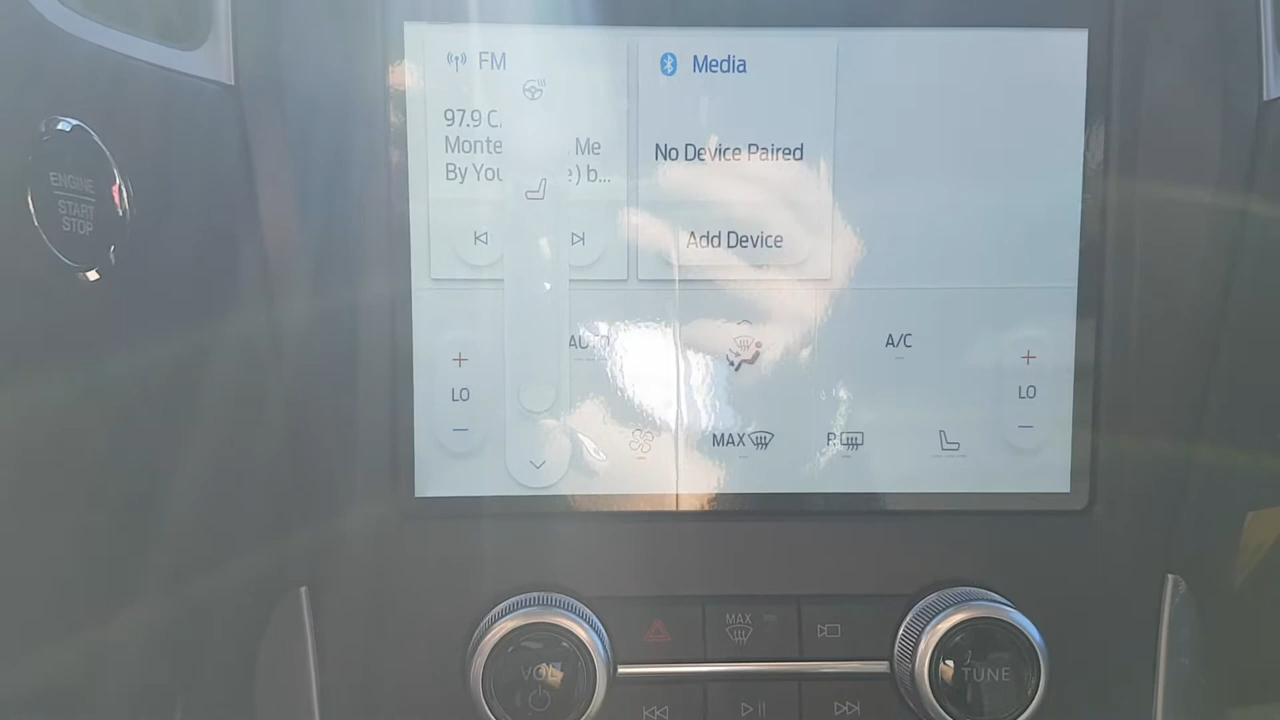 FM
Media
97.9
Monte Me
By
No Device Paired
Add Device
AUTO
A/C
LO
LO
MAX
R
ENGINE
START
STOP
MAX
VOL
TUNE